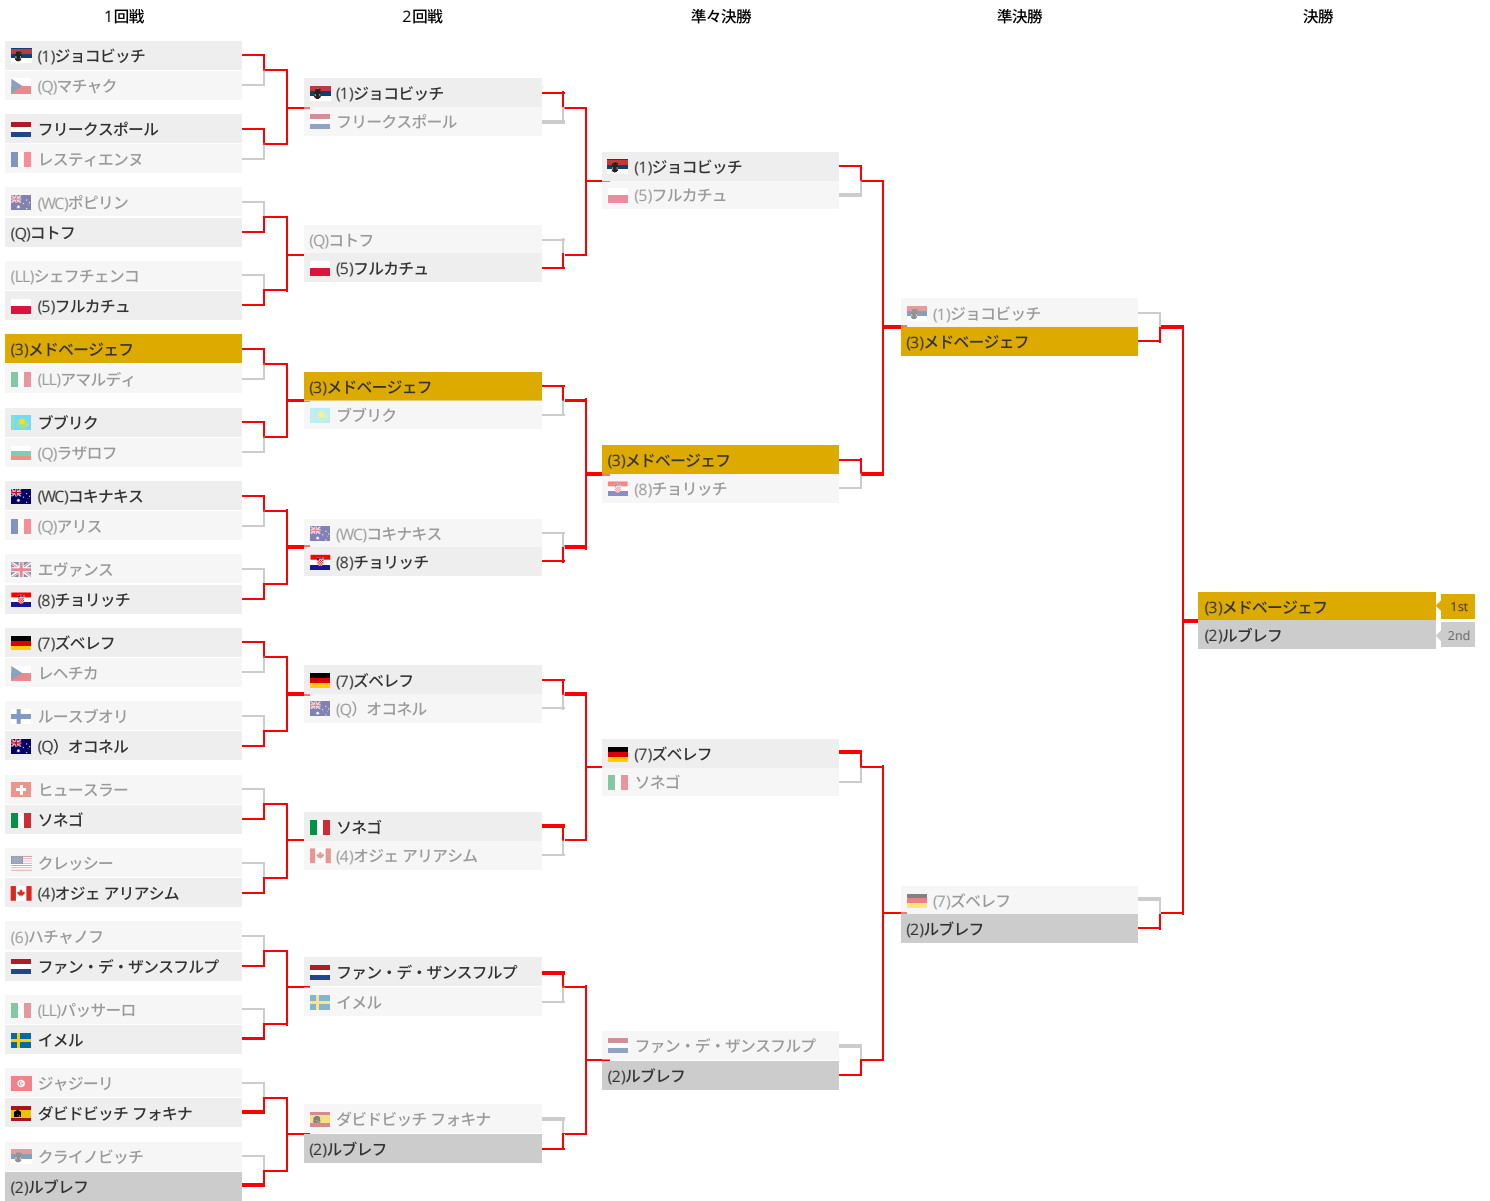 1回戦
2回戦
準々決勝
準決勝
決勝
(1)ジョコビッチ
(Q)マチャク
フリークスポール
レスティエンヌ
(WC)ポピリン
(Q)コトフ
(LL)シェフチェンコ
(5)フルカチュ
(3)メドベージェフ
(LL)アマルディ
ブブリク
(Q)ラザロフ
(WC)コキナキス
(Q)アリス
エヴァンス
(8)チョリッチ
(7)ズベレフ
レヘチカ
ルースブオリ
(Q）オコネル
ヒュースラー
ソネゴ
クレッシー
(4)オジェ アリアシム
(6)ハチャノフ
ファン・デ・ザンスフルプ
(LL)パッサーロ
イメル
ジャジーリ
ダビドビッチ フォキナ
クライノビッチ
(2)ルブレフ
(1)ジョコビッチ
フリークスポール
(Q)コトフ
(5)フルカチュ
(3)メドベージェフ
ブブリク
(WC)コキナキス
(8)チョリッチ
(7)ズベレフ
(Q）オコネル
ソネゴ
(4)オジェ アリアシム
ファン・デ・ザンスフルプ
イメル
ダビドビッチ フォキナ
(2)ルブレフ
(1)ジョコビッチ
(5)フルカチュ
(3)メドベージェフ
(8)チョリッチ
(7)ズベレフ
ソネゴ
ファン・デ・ザンスフルプ
(2)ルブレフ
(1)ジョコビッチ
(3)メドベージェフ
(7)ズベレフ
(2)ルブレフ
(3)メドベージェフ 1st
(2)ルブレフ 2nd